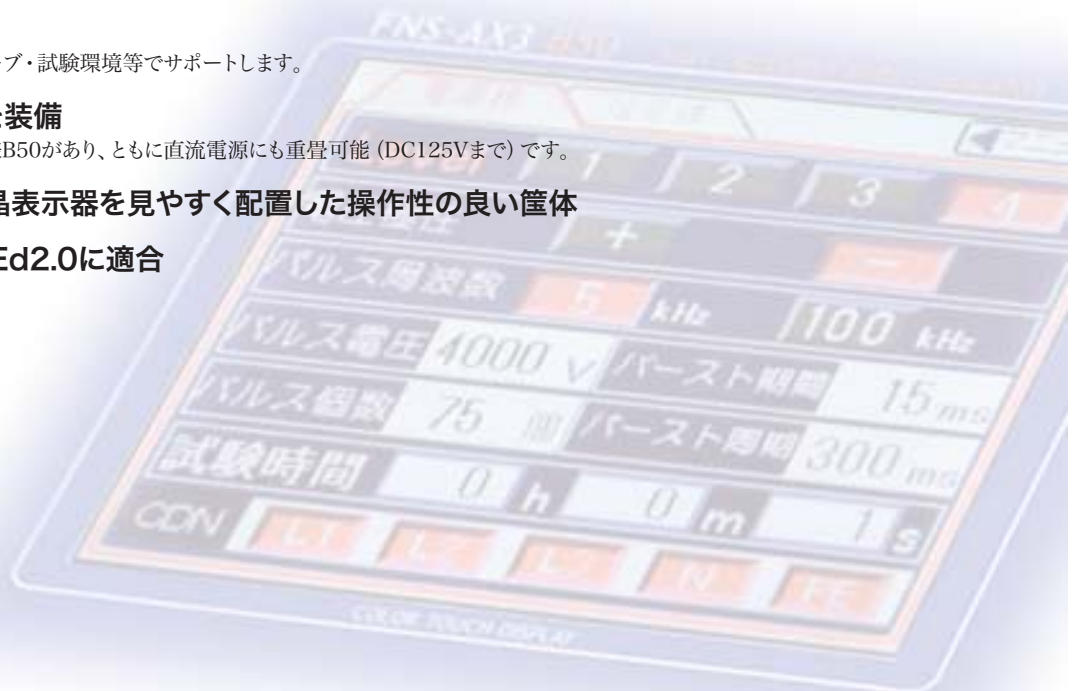 FNS-AX3
ブ・試験環境等でサポートします。
装備
B50があり、ともに直流電源にも重畳可能 (DC125Vまで) です。
晶表示器を見やすく配置した操作性の良い筐体
Ed2.0に適合
1 2 3 4
+ −
パルス周波数 5 kHz 100 kHz
パルス電圧 4000 V バースト期間 15 ms
パルス個数 75 個 バースト周期 300 ms
試験時間 0 h 0 m 1 s
CDN L1 L2 L3 N PE
COLOR TOUCH DISPLAY